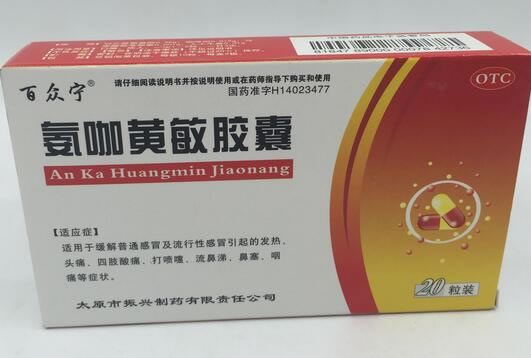 81647 89000 00078 42736
百众宁®
请仔细阅读说明书并按说明使用或在药师指导下购买和使用
国药准字H14023477
OTC
氨咖黄敏胶囊
An Ka Huangmin Jiaonang
【适应症】
适用于缓解普通感冒及流行性感冒引起的发热、
头痛、四肢酸痛、打喷嚏、流鼻涕、鼻塞、咽
痛等症状。
20粒装
太原市振兴制药有限责任公司